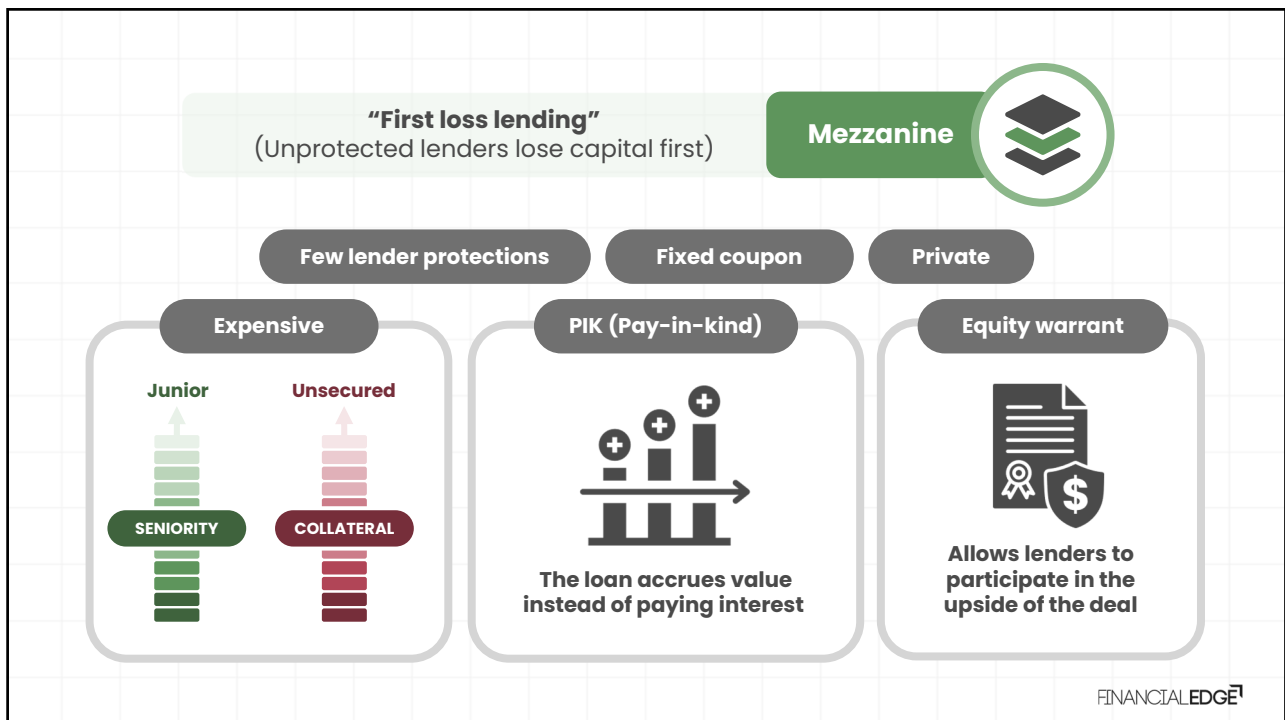 “First loss lending”
(Unprotected lenders lose capital first)
Mezzanine
Few lender protections
Fixed coupon
Private
Expensive
Junior
Unsecured
SENIORITY
COLLATERAL
PIK (Pay-in-kind)
The loan accrues value
instead of paying interest
Equity warrant
$
Allows lenders to
participate in the
upside of the deal
FINANCIALEDGE